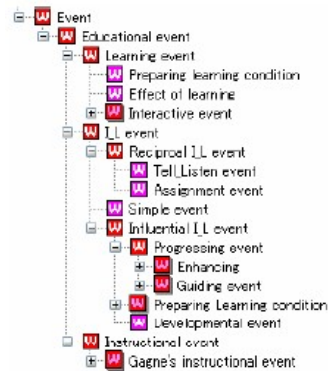 Event
Educational event
Learning event
Preparing learning condition
Effect of learning
Interactive event
I_L event
Reciproal I_L event
Tell_Listen event
Assignment event
Simple event
Influential I_L event
Progressing event
Enhancing
Guiding event
Preparing Learning condition
Developmental event
Instructional event
Gagne's instructional event